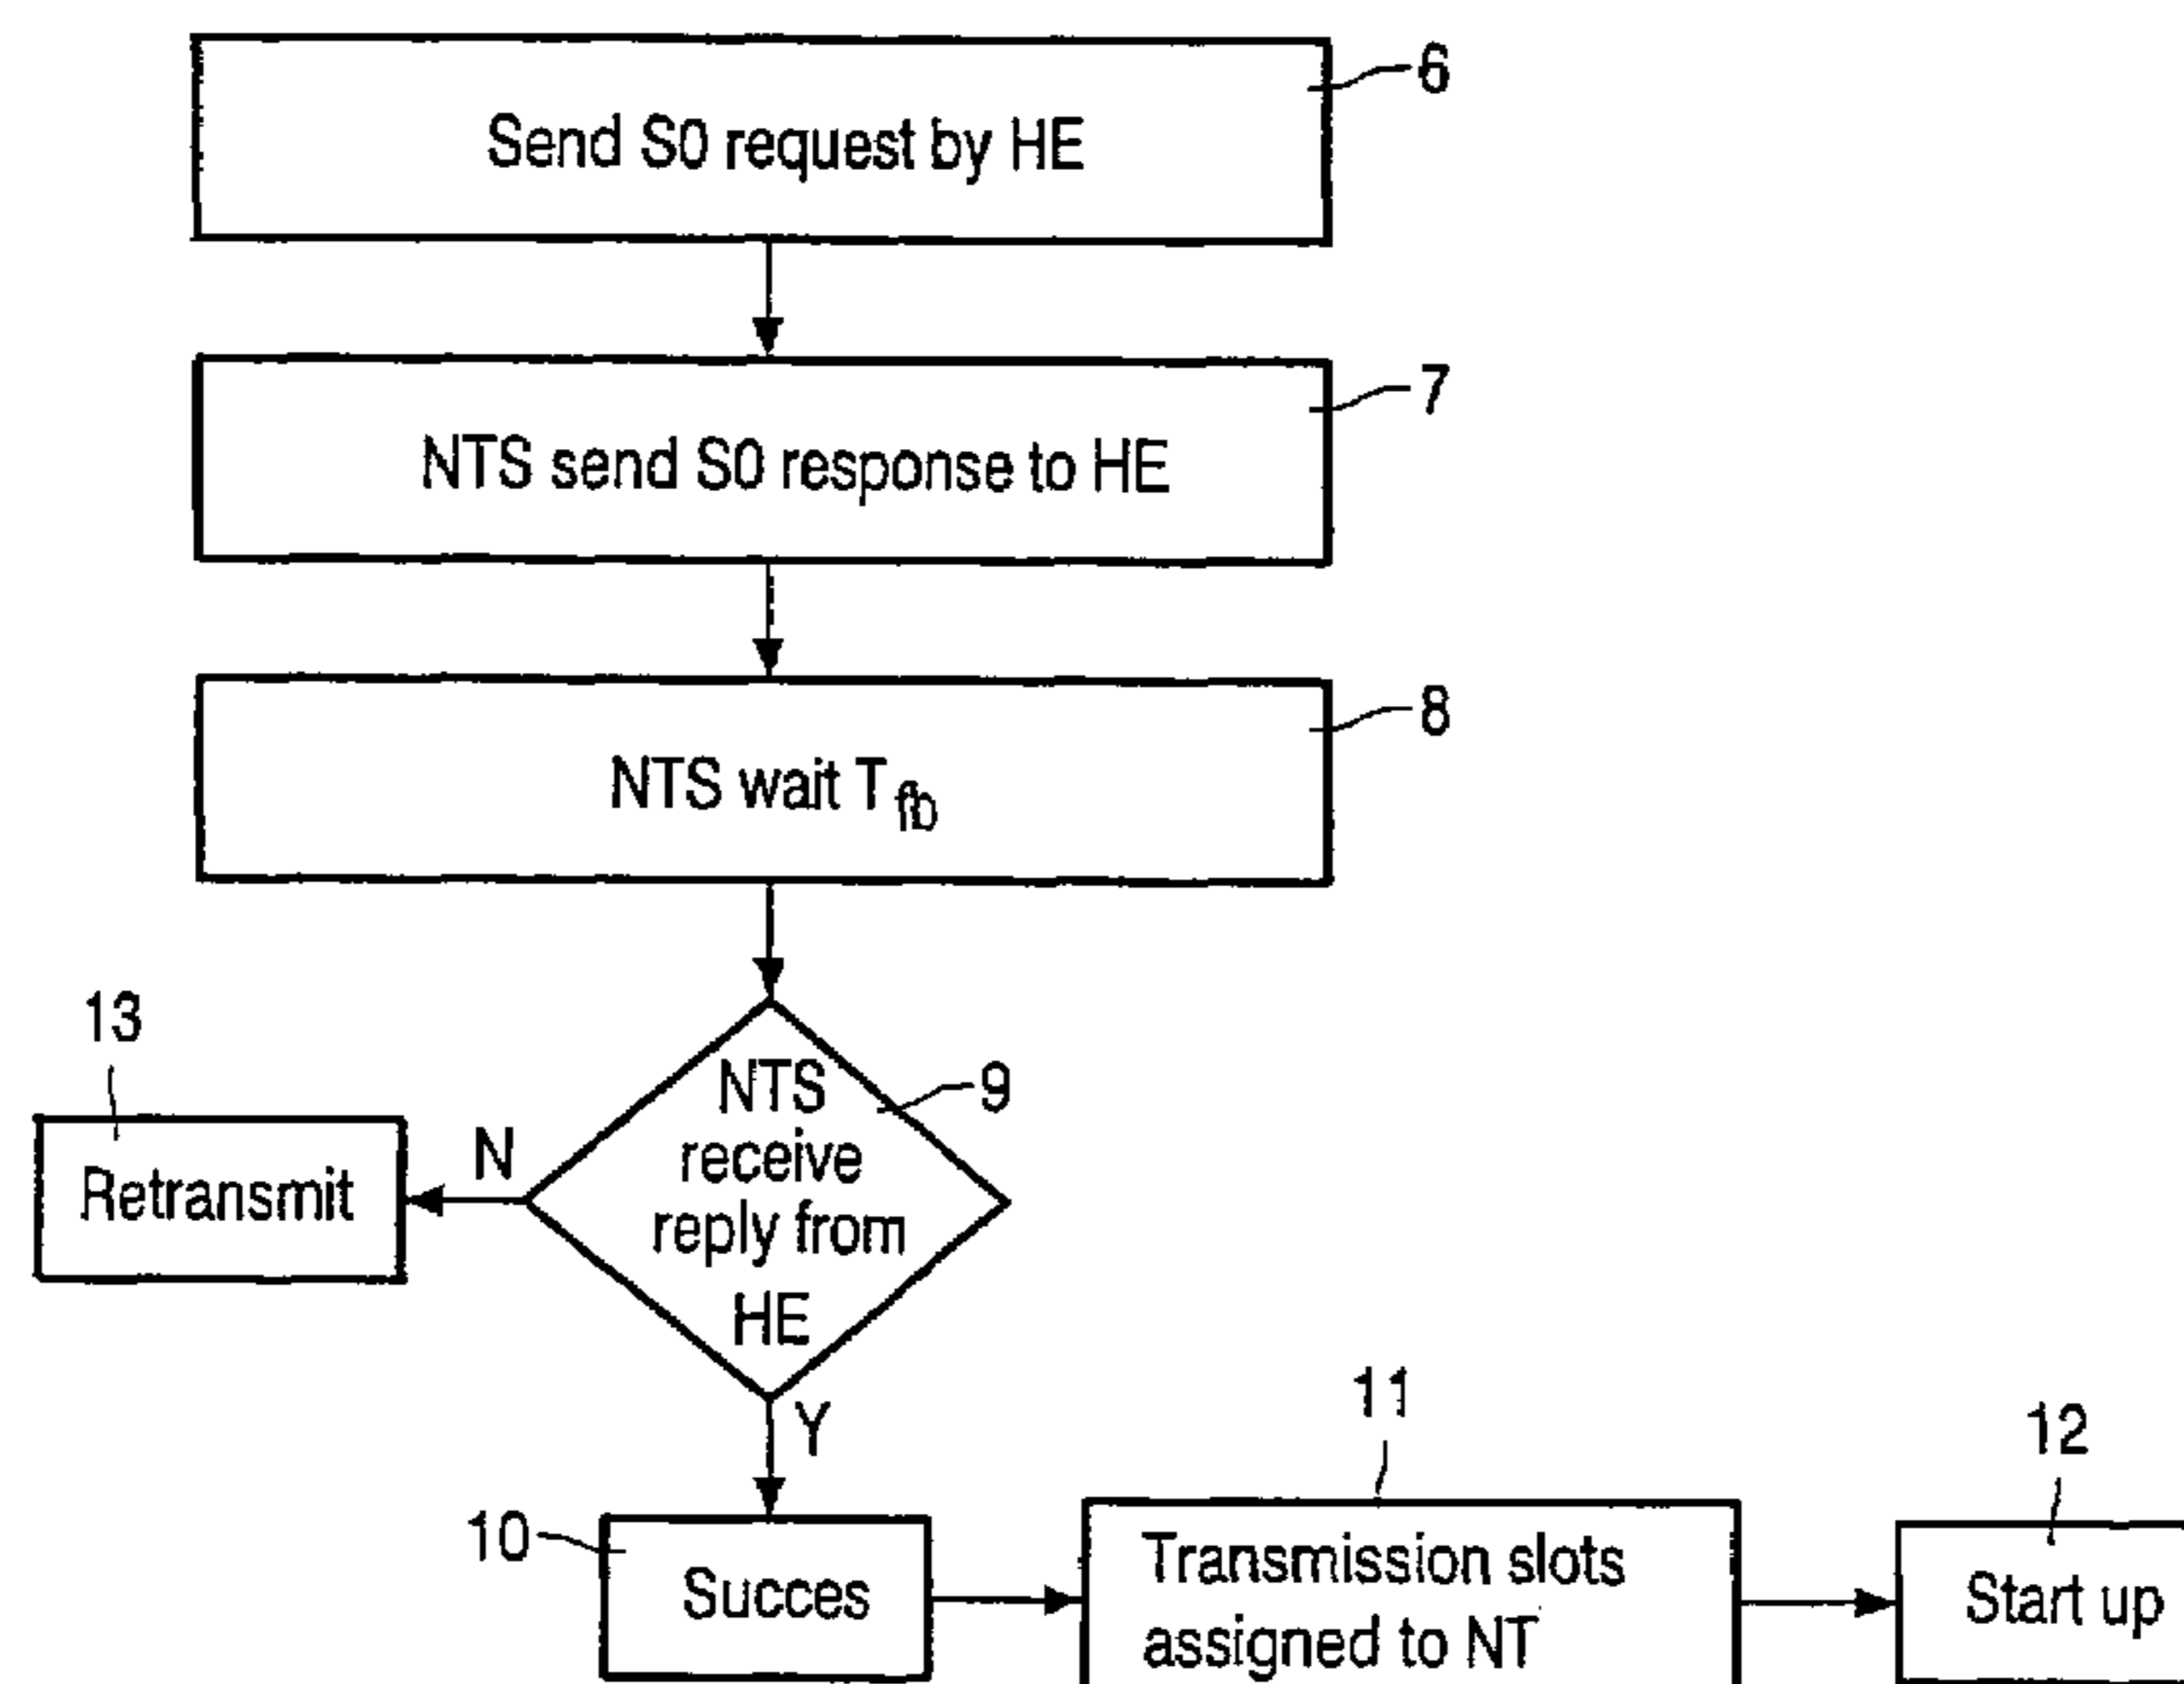 Send S0 request by HE
6
NTS send S0 response to HE
7
NTS wait T fb
8
13
NTS
receive
reply from
HE
9
N
Retransmit
Y
10
Succes
11
Transmission slots
assigned to NT
12
Start up